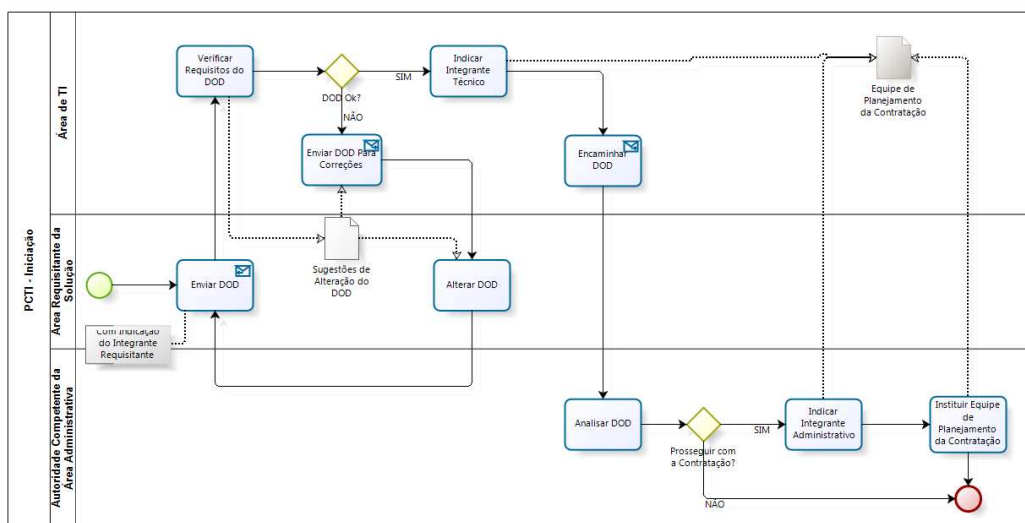 PCTI - Iniciação
Área de TI
Verificar
Requisitos do
DOD
DOD Ok?
SIM
NÃO
Indicar
Integrante
Técnico
Equipe de
Planejamento
da Contratação
Enviar DOD Para
Correções
Encaminhar
DOD
Área Requisitante da
Solução
Enviar DOD
Sugestões de
Alteração do
DOD
Alterar DOD
Com Indicação
do Integrante
Requisitante
Autoridade Competente da
Área Administrativa
Analisar DOD
Prosseguir com
a Contratação?
SIM
NÃO
Indicar
Integrante
Administrativo
Instituir Equipe
de
Planejamento
da Contratação